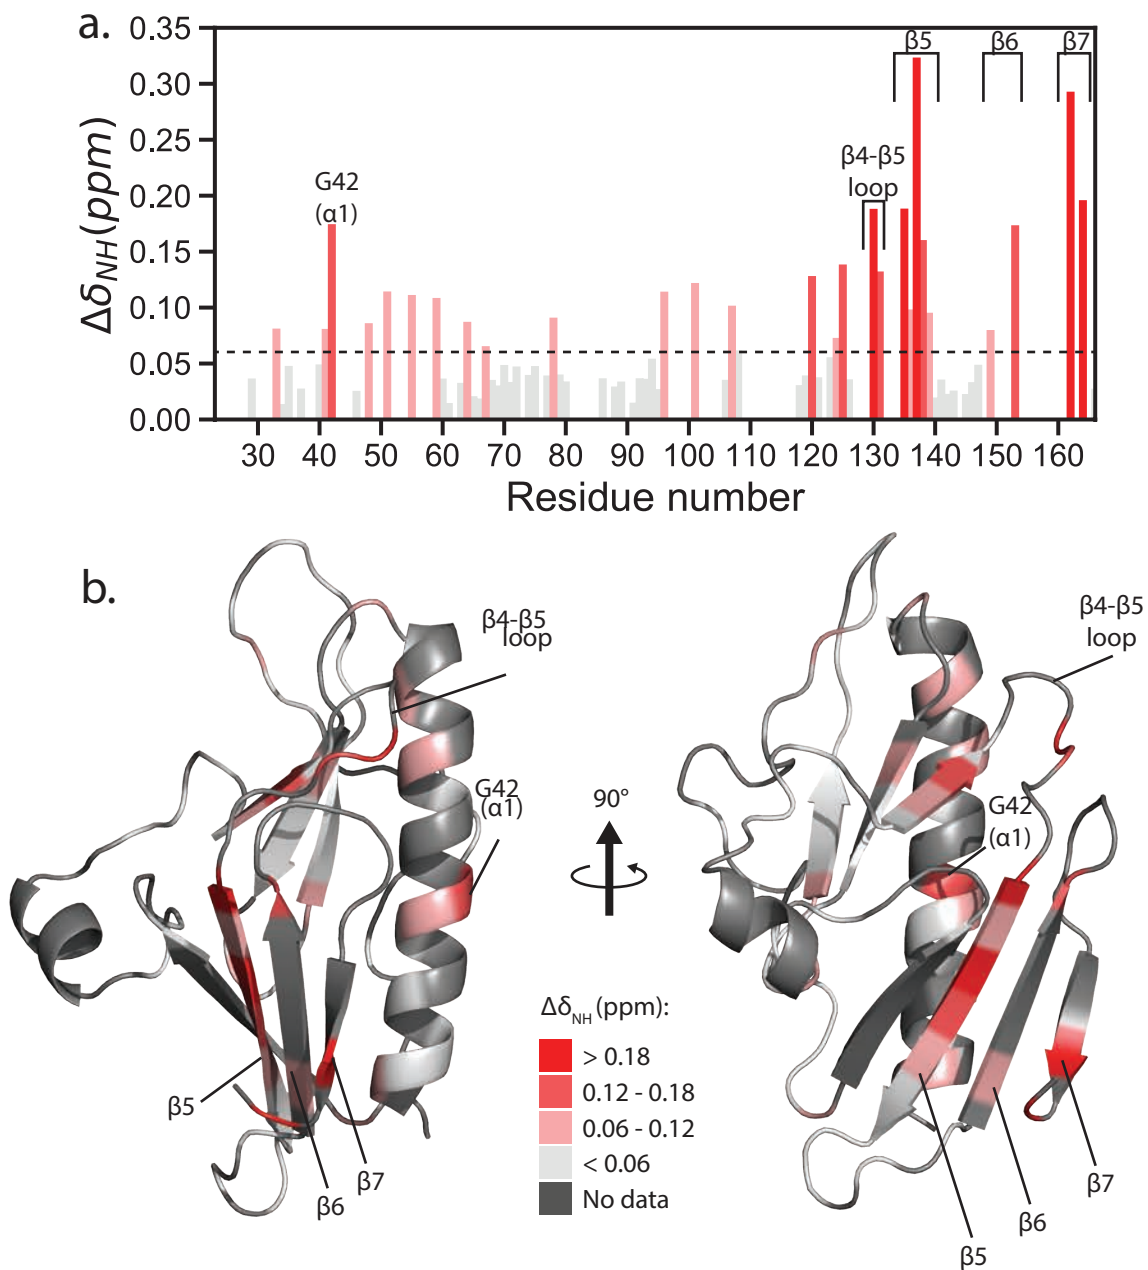 a.
0.35
0.30
0.25
0.20
0.15
0.10
0.05
0.00
ΔδNH (ppm)
G42
(α1)
β4-β5
loop
β5
β6
β7
30 40 50 60 70 80 90 100 110 120 130 140 150 160
Residue number
b.
β4-β5
loop
G42
(α1)
β5
β6
β7
90°
β4-β5
loop
G42
(α1)
β7
β6
β5
ΔδNH (ppm):
> 0.18
0.12 - 0.18
0.06 - 0.12
< 0.06
No data